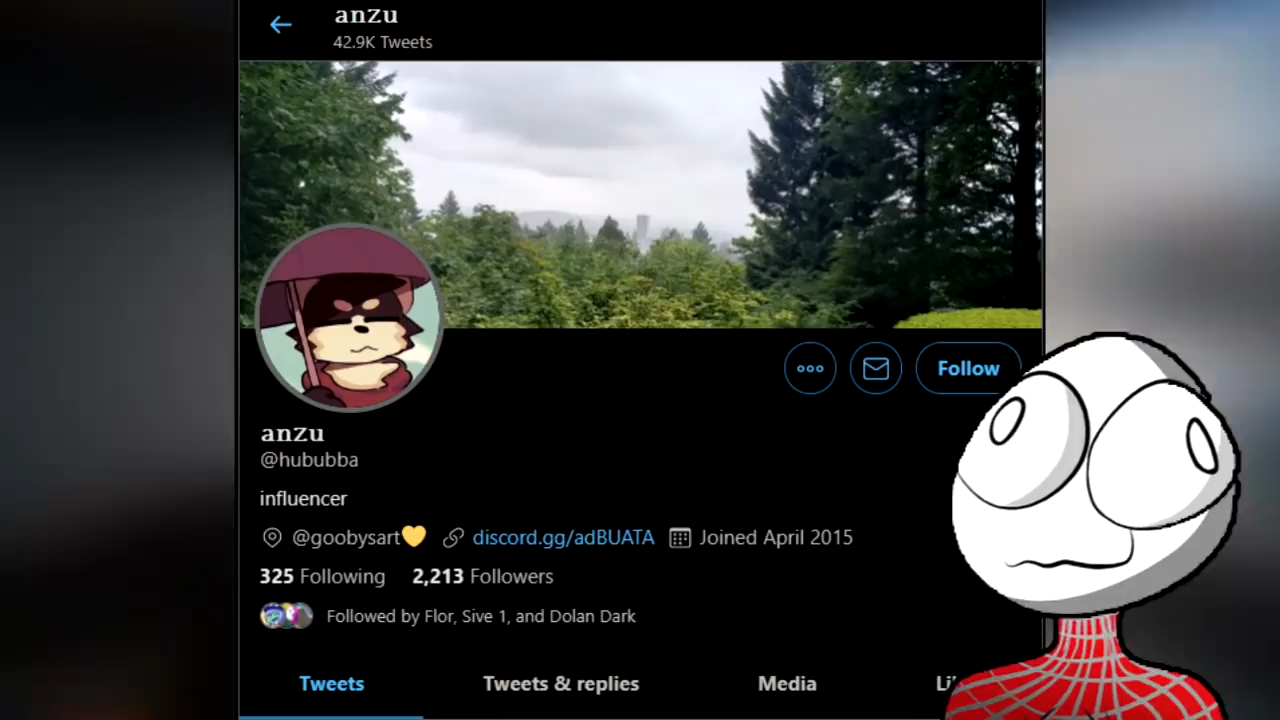 anzu
42.9K Tweets
Follow
anzu
@hububba
influencer
@goobysart💛 discord.gg/adBUATA Joined April 2015
325 Following 2,213 Followers
Followed by Flor, Sive 1, and Dolan Dark
Tweets Tweets & replies Media